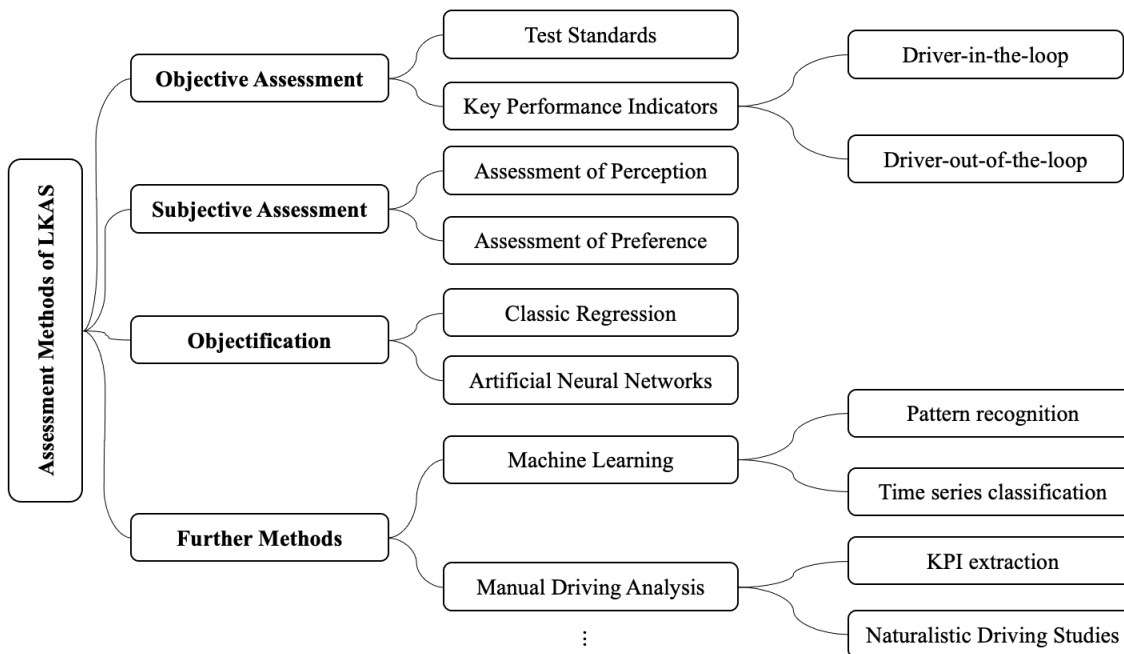 Assessment Methods of LKAS
Objective Assessment
Test Standards
Key Performance Indicators
Driver-in-the-loop
Driver-out-of-the-loop
Subjective Assessment
Assessment of Perception
Assessment of Preference
Objectification
Classic Regression
Artificial Neural Networks
Further Methods
Machine Learning
Pattern recognition
Time series classification
Manual Driving Analysis
KPI extraction
Naturalistic Driving Studies
⋮